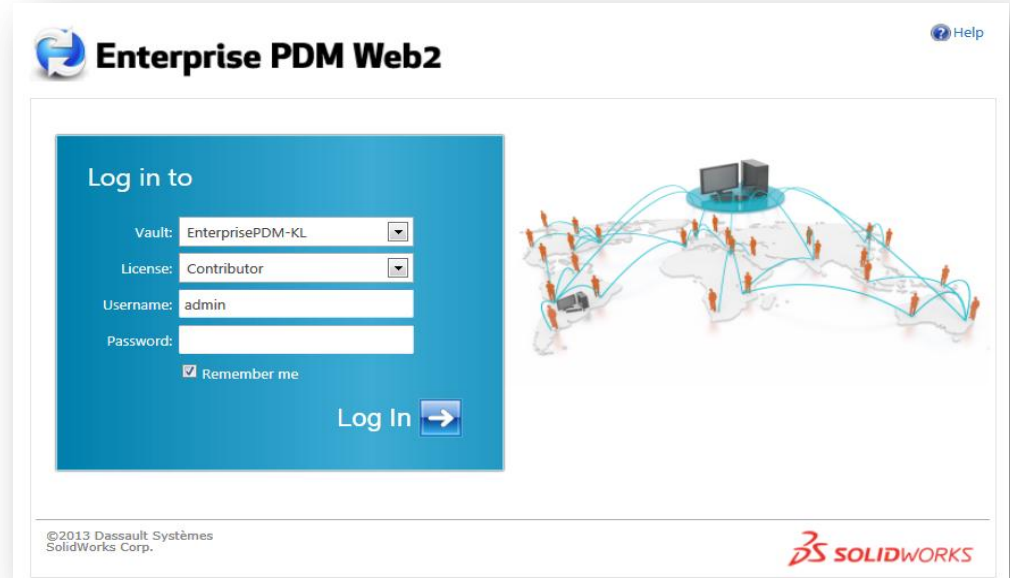 Enterprise PDM Web2
Help
Log in to
Vault: EnterprisePDM-KL
License: Contributor
Username: admin
Password:
Remember me
Log In
©2013 Dassault Systèmes
SolidWorks Corp.
3S SOLIDWORKS